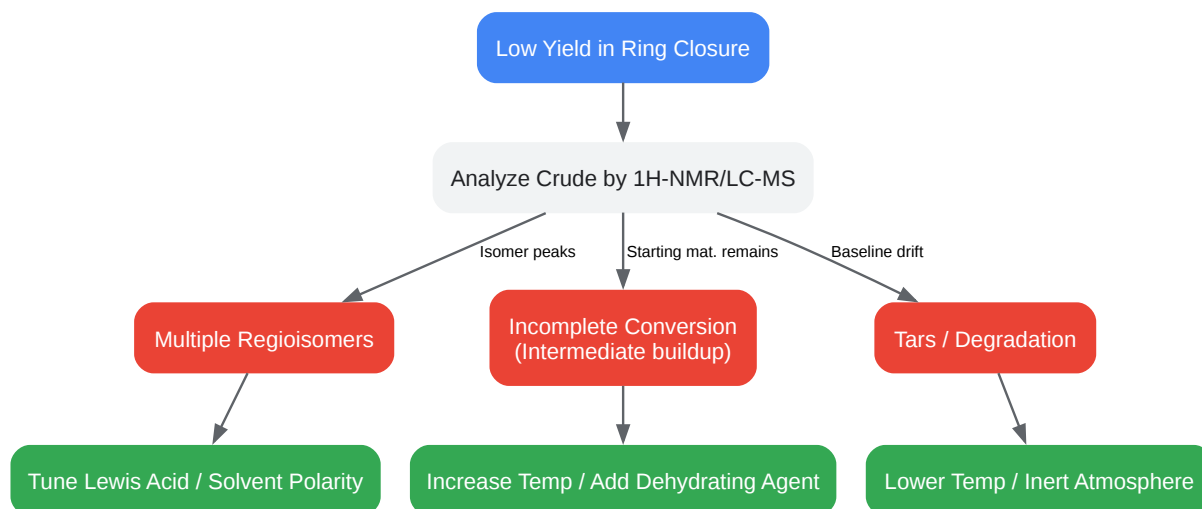 Low Yield in Ring Closure
Analyze Crude by 1H-NMR/LC-MS
Isomer peaks
Starting mat. remains
Baseline drift
Multiple Regioisomers
Incomplete Conversion
(Intermediate buildup)
Tars / Degradation
Tune Lewis Acid / Solvent Polarity
Increase Temp / Add Dehydrating Agent
Lower Temp / Inert Atmosphere